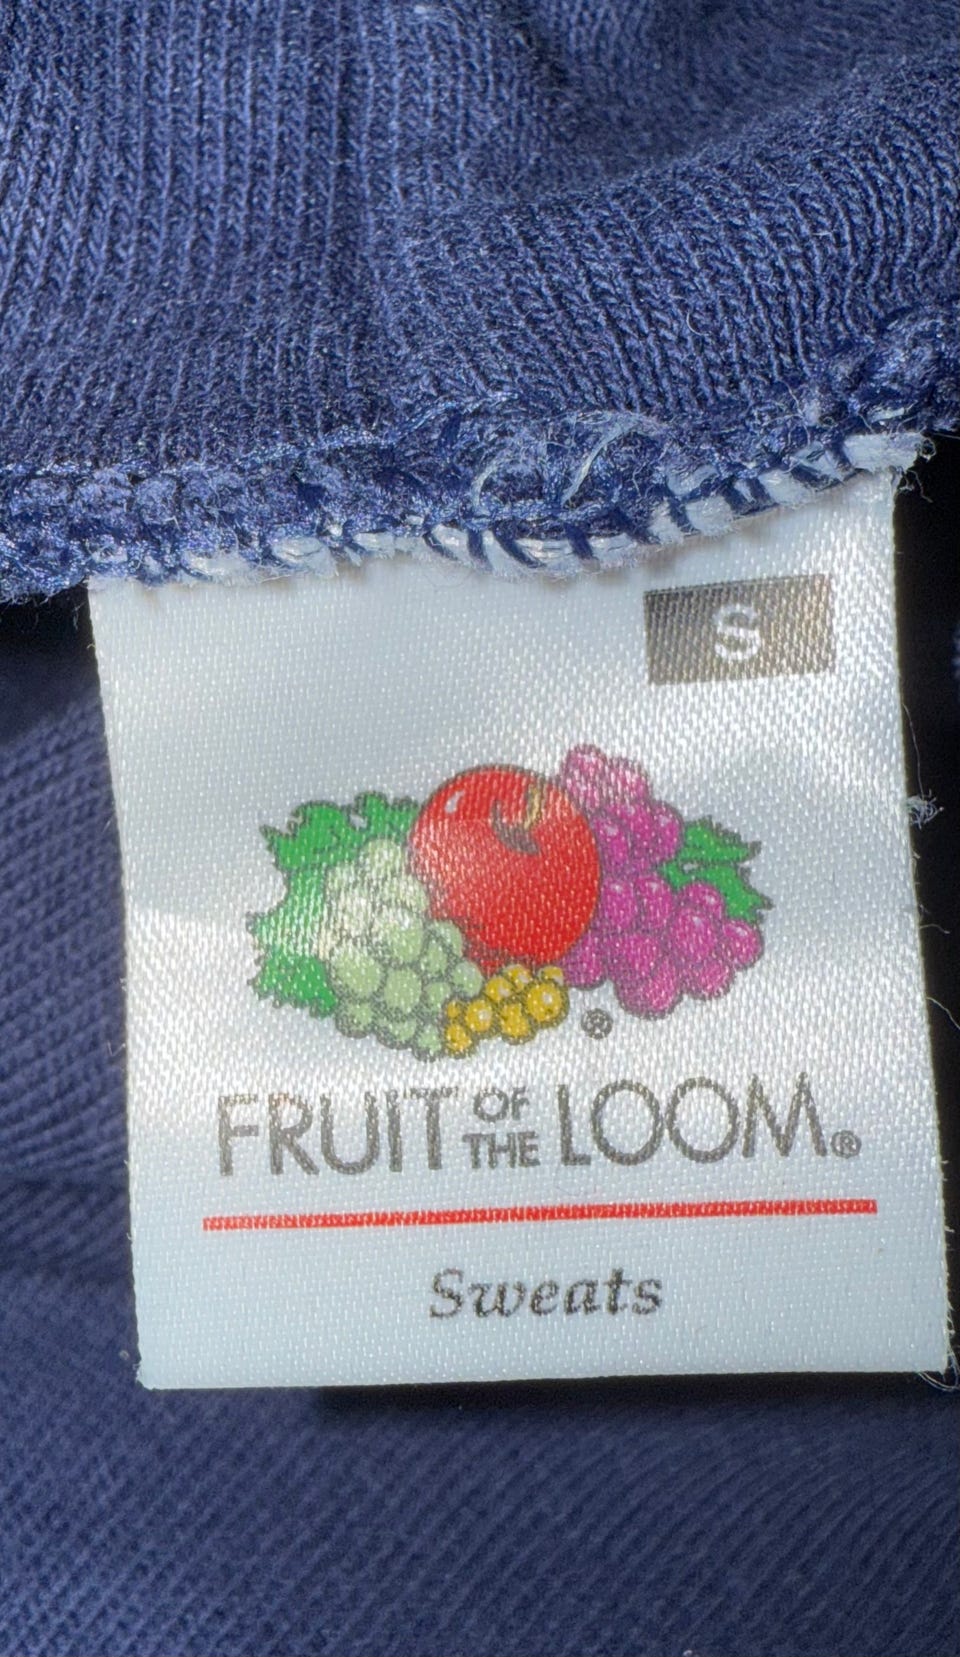 S
®
FRUIT OF THE LOOM®
Sweats